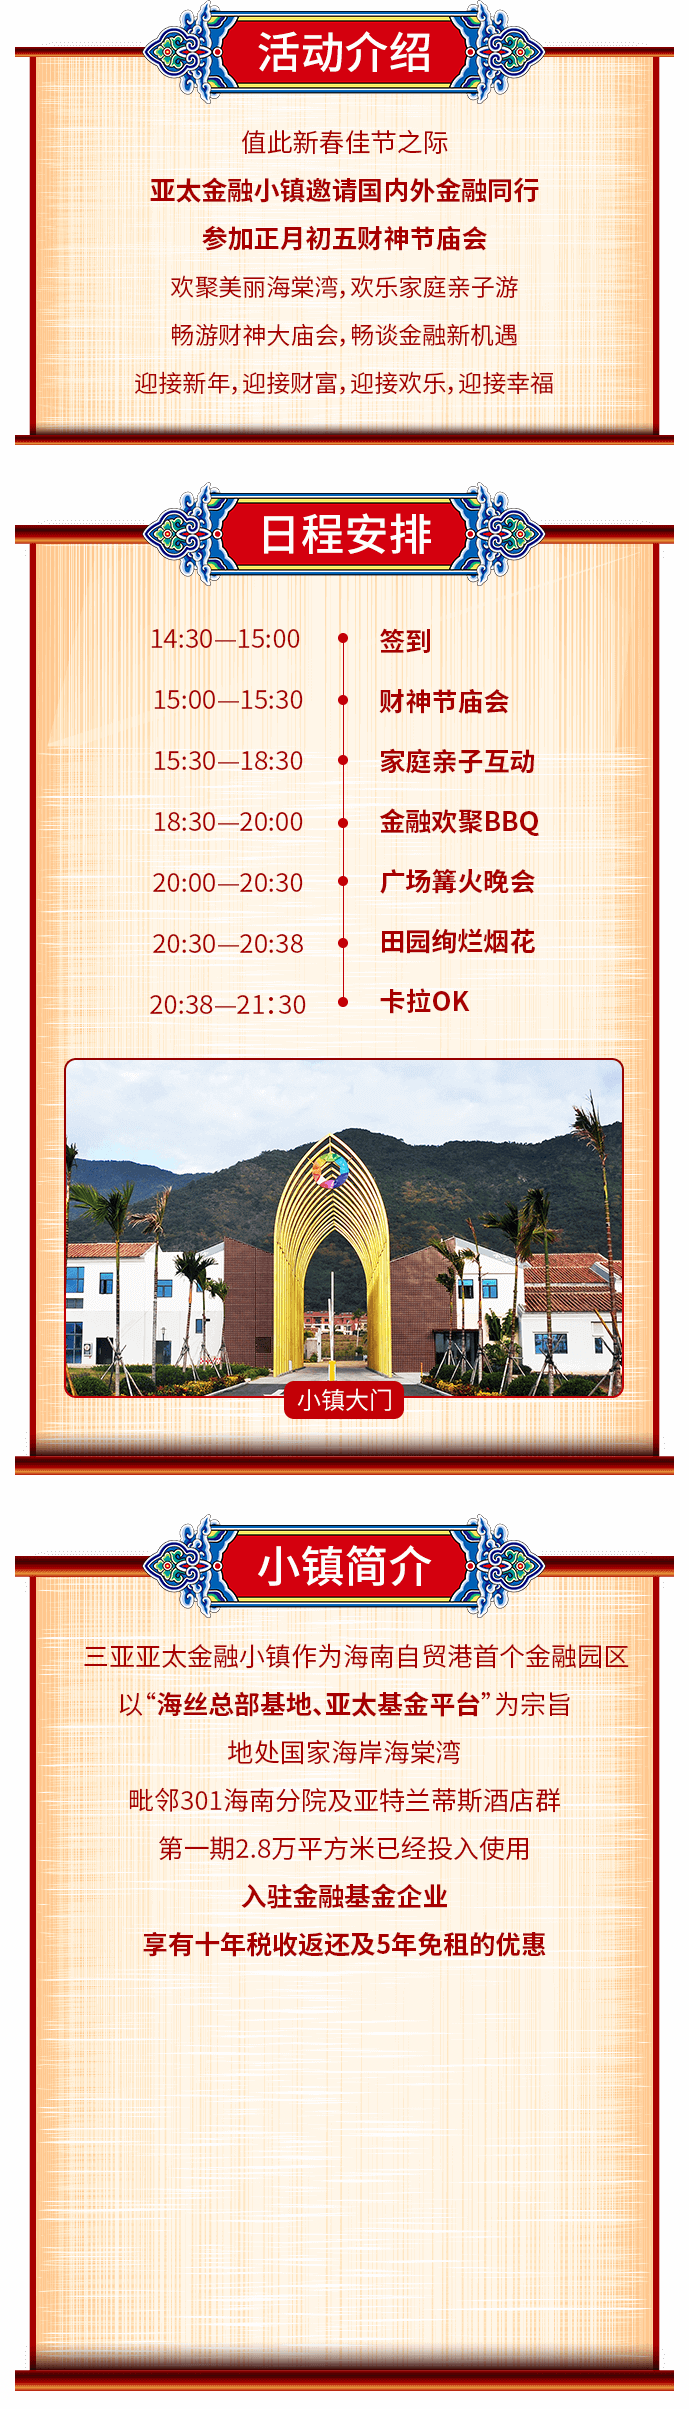 活动介绍
值此新春佳节之际
亚太金融小镇邀请国内外金融同行
参加正月初五财神节庙会
欢聚美丽海棠湾，欢乐家庭亲子游
畅游财神大庙会，畅谈金融新机遇
迎接新年，迎接财富，迎接欢乐，迎接幸福
日程安排
14:30—15:00 签到
15:00—15:30 财神节庙会
15:30—18:30 家庭亲子互动
18:30—20:00 金融欢聚BBQ
20:00—20:30 广场篝火晚会
20:30—20:38 田园绚烂烟花
20:38—21：30 卡拉OK
小镇大门
小镇简介
三亚亚太金融小镇作为海南自贸港首个金融园区
以“海丝总部基地、亚太基金平台”为宗旨
地处国家海岸海棠湾
毗邻301海南分院及亚特兰蒂斯酒店群
第一期2.8万平方米已经投入使用
入驻金融基金企业
享有十年税收返还及5年免租的优惠